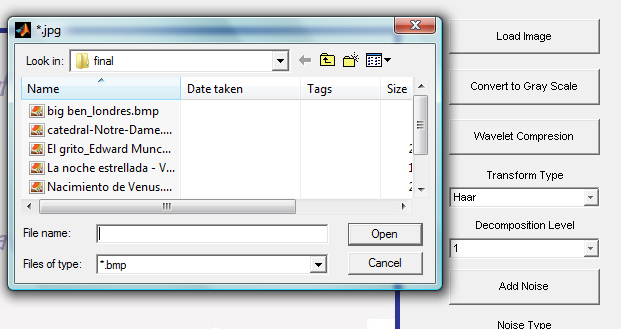 *.jpg
Look in: final
Name Date taken Tags Size
big ben_londres.bmp
catedral-Notre-Dame....
El grito_Edward Munc... 2
La noche estrellada - V... 1
Nacimiento de Venus.... 2
File name: Open
Files of type: *.bmp Cancel
Load Image
Convert to Gray Scale
Wavelet Compresion
Transform Type
Haar
Decomposition Level
1
Add Noise
Noise Type